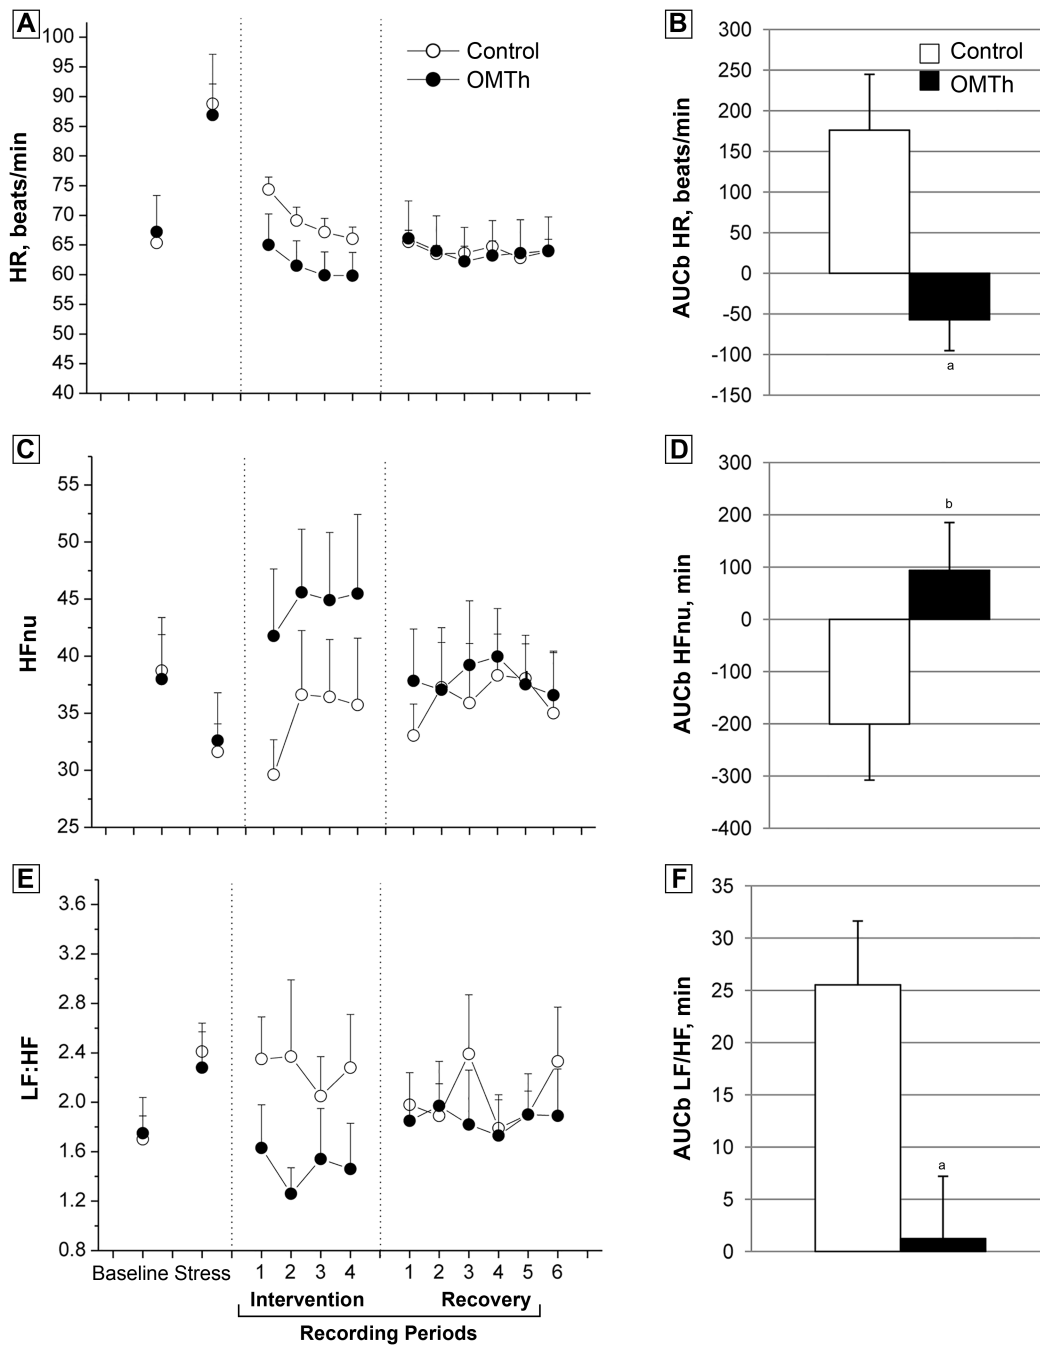 A
HR, beats/min
100
95
90
85
80
75
70
65
60
55
50
45
40
Control
OMTh
B
AUCb HR, beats/min
300
250
200
150
100
50
0
-50
-100
-150
Control
OMTh
a
C
HFnu
55
50
45
40
35
30
25
D
AUCb HFnu, min
300
200
100
0
-100
-200
-300
-400
b
E
LF:HF
3.6
3.2
2.8
2.4
2.0
1.6
1.2
0.8
Baseline Stress 1 2 3 4 1 2 3 4 5 6
Intervention Recovery
Recording Periods
F
AUCb LF/HF, min
35
30
25
20
15
10
5
0
a